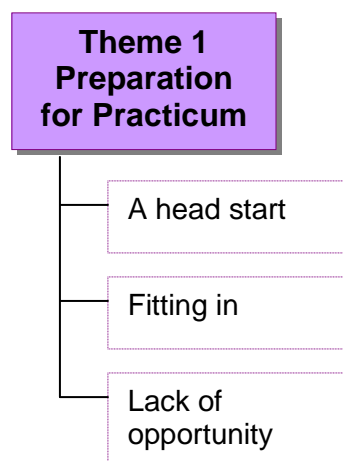 Theme 1
Preparation
for Practicum
A head start
Fitting in
Lack of
opportunity